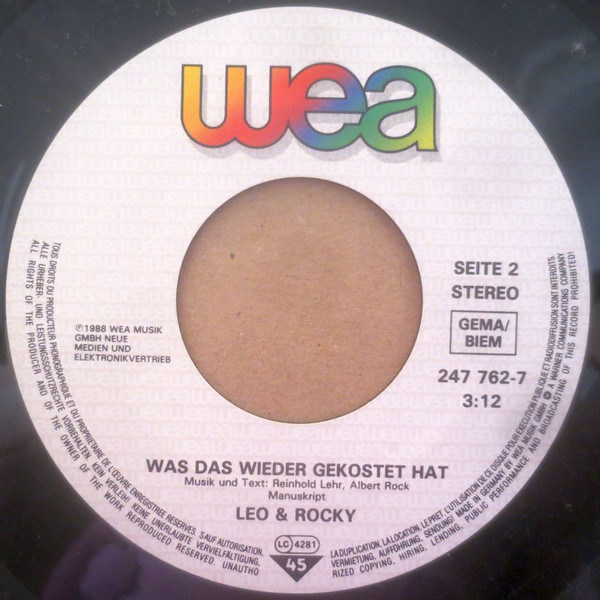 wea
SEITE 2
STEREO
GEMA/
BIEM
247 762-7
3:12
℗1988 WEA MUSIK
GMBH NEUE
MEDIEN UND
ELEKTRONIKVERTRIEB
WAS DAS WIEDER GEKOSTET HAT
Musik und Text: Reinhold Lehr, Albert Rock
Manuskript
LEO & ROCKY
LC 4281
45
TOUS DROITS DU PRODUCTEUR PHONOGRAPHIQUE ET DU PROPRIETAIRE DE L'ŒUVRE ENREGISTREE RESERVES. SAUF AUTORISATION,
LA DUPLICATION, LA LOCATION, LE PRET, L'UTILISATION DE CE DISQUE POUR EXECUTION PUBLIQUE ET RADIODIFFUSION SONT INTERDITS.
ALLE URHEBER- UND LEISTUNGSSCHUTZRECHTE VORBEHALTEN. KEIN VERLEIH! KEINE UNERLAUBTE VERVIELFÄLTIGUNG,
VERMIETUNG, AUFFÜHRUNG, SENDUNG! MADE IN GERMANY BY WEA MUSIK GMBH A WARNER COMMUNICATIONS COMPANY
ALL RIGHTS OF THE PRODUCER AND OF THE OWNER OF THE WORK REPRODUCED RESERVED. UNAUTHO
RIZED COPYING, HIRING, LENDING, PUBLIC PERFORMANCE AND BROADCASTING OF THIS RECORD PROHIBITED!